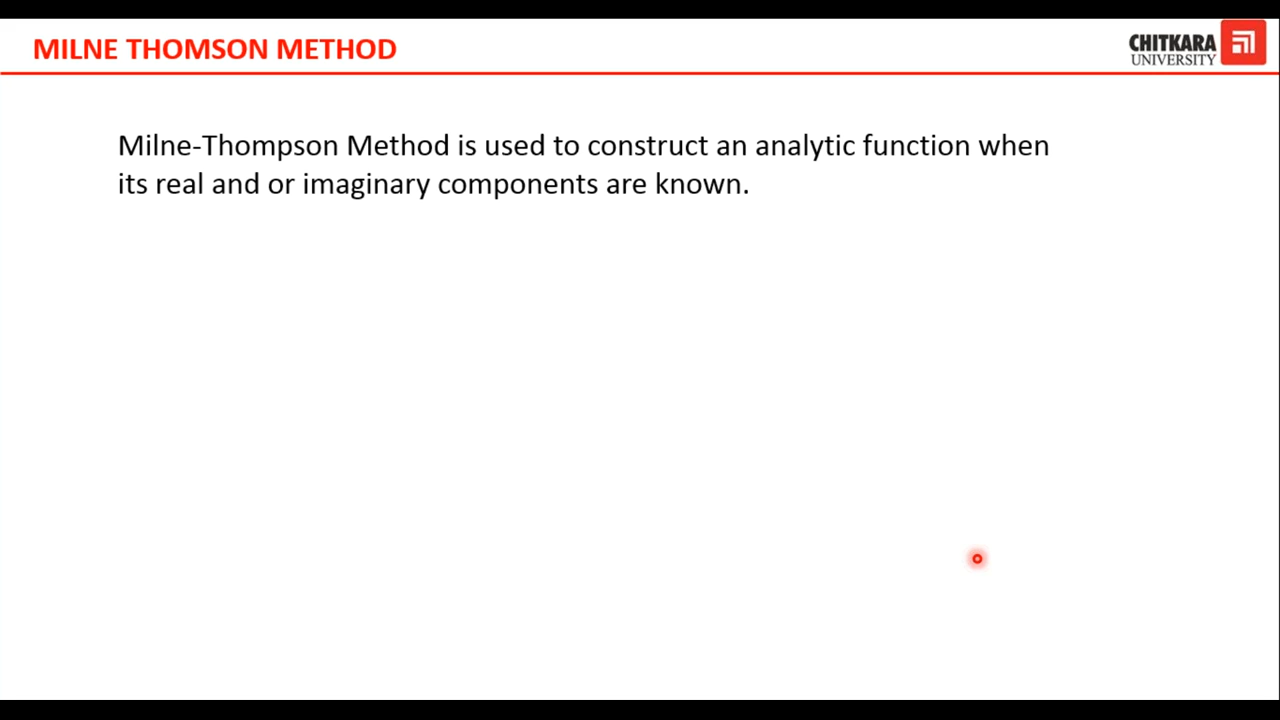 MILNE THOMSON METHOD
CHITKARA
UNIVERSITY
Milne-Thompson Method is used to construct an analytic function when
its real and or imaginary components are known.